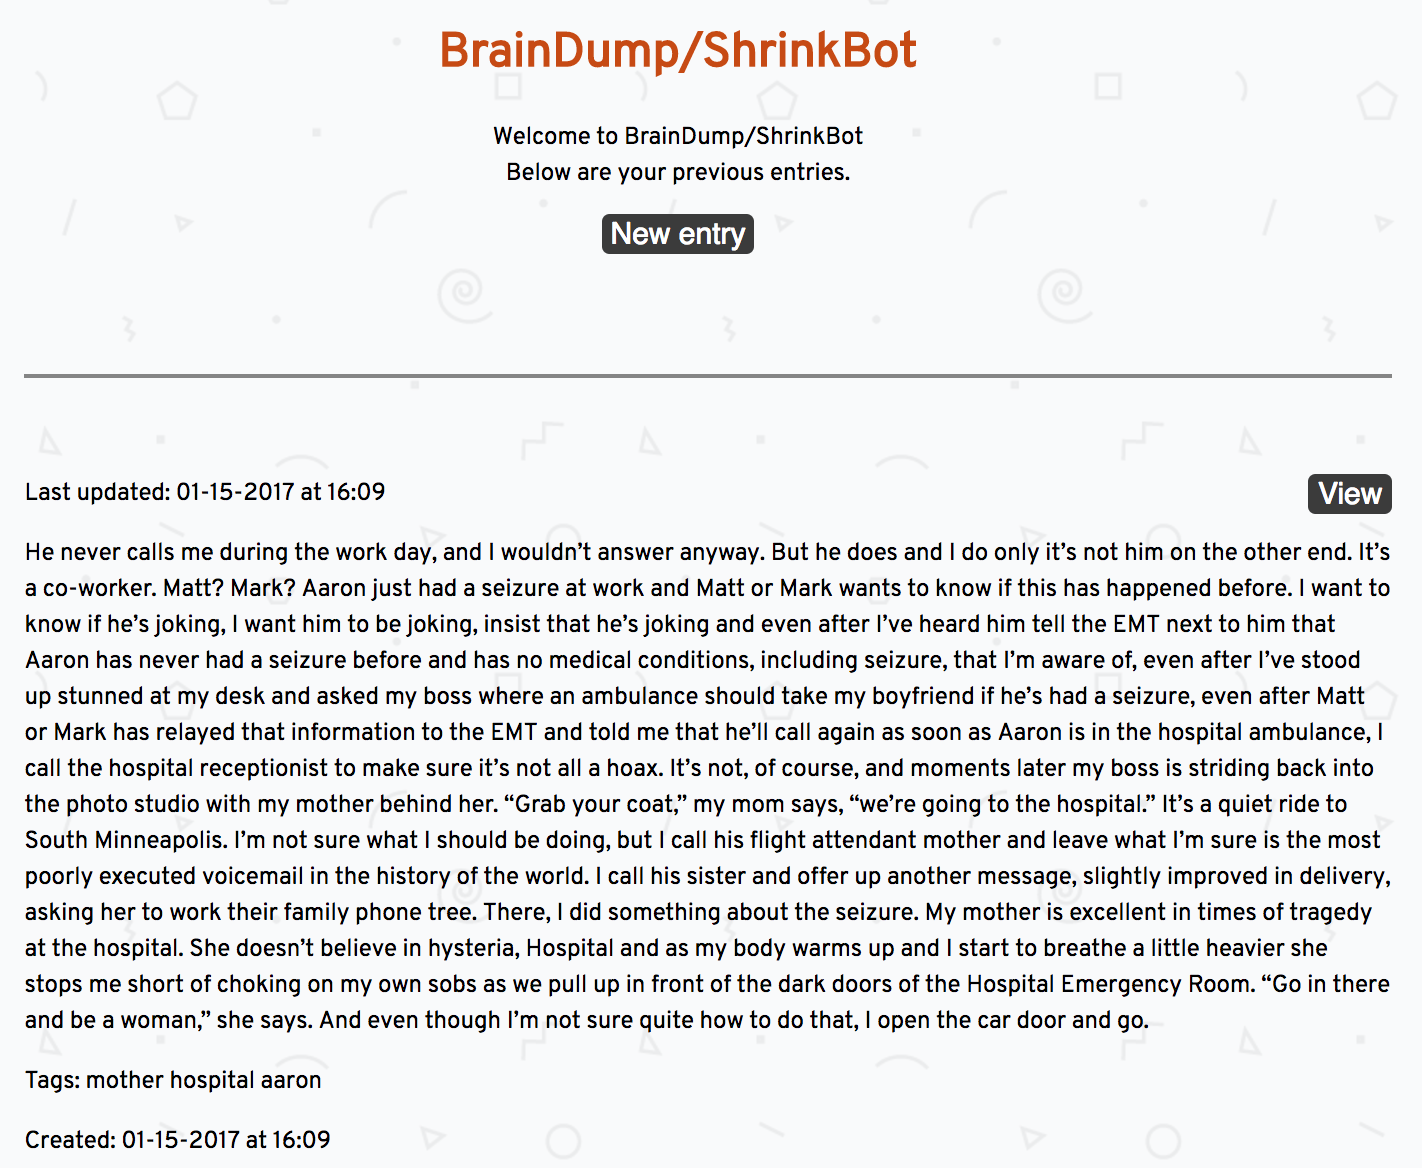 BrainDump/ShrinkBot
Welcome to BrainDump/ShrinkBot
Below are your previous entries.
New entry
Last updated: 01-15-2017 at 16:09
View
He never calls me during the work day, and I wouldn’t answer anyway. But he does and I do only it’s not him on the other end. It’s
a co-worker. Matt? Mark? Aaron just had a seizure at work and Matt or Mark wants to know if this has happened before. I want to
know if he’s joking, I want him to be joking, insist that he’s joking and even after I’ve heard him tell the EMT next to him that
Aaron has never had a seizure before and has no medical conditions, including seizure, that I’m aware of, even after I’ve stood
up stunned at my desk and asked my boss where an ambulance should take my boyfriend if he’s had a seizure, even after Matt
or Mark has relayed that information to the EMT and told me that he’ll call again as soon as Aaron is in the hospital ambulance, I
call the hospital receptionist to make sure it’s not all a hoax. It’s not, of course, and moments later my boss is striding back into
the photo studio with my mother behind her. “Grab your coat,” my mom says, “we’re going to the hospital.” It’s a quiet ride to
South Minneapolis. I’m not sure what I should be doing, but I call his flight attendant mother and leave what I’m sure is the most
poorly executed voicemail in the history of the world. I call his sister and offer up another message, slightly improved in delivery,
asking her to work their family phone tree. There, I did something about the seizure. My mother is excellent in times of tragedy
at the hospital. She doesn’t believe in hysteria, Hospital and as my body warms up and I start to breathe a little heavier she
stops me short of choking on my own sobs as we pull up in front of the dark doors of the Hospital Emergency Room. “Go in there
and be a woman,” she says. And even though I’m not sure quite how to do that, I open the car door and go.
Tags: mother hospital aaron
Created: 01-15-2017 at 16:09